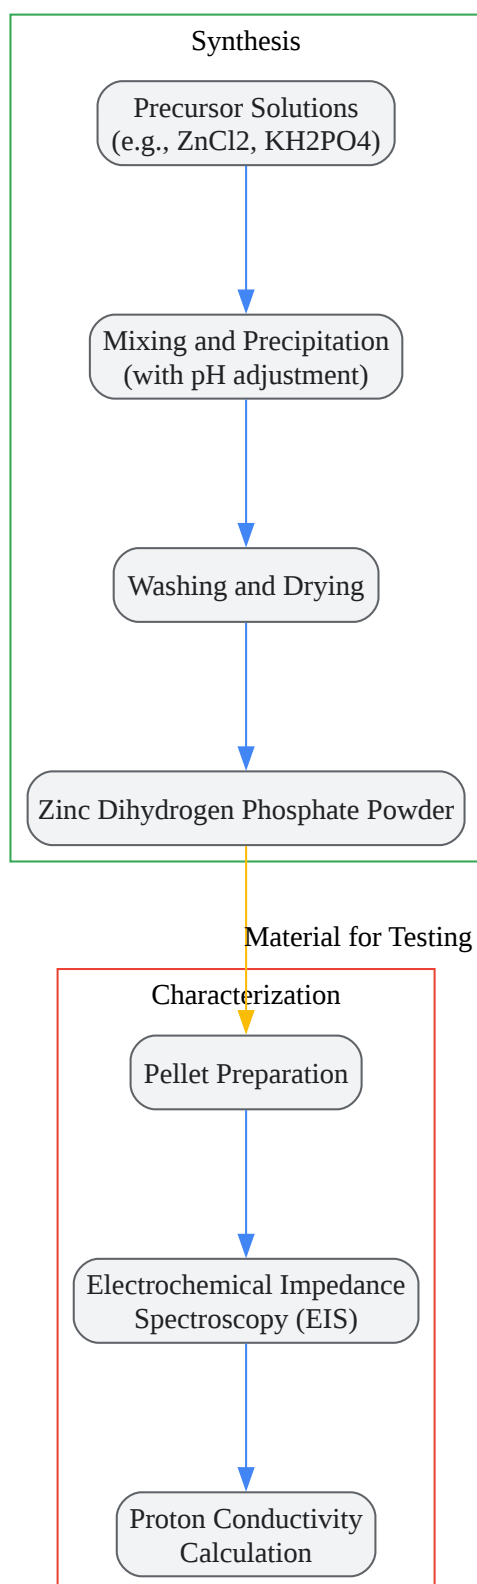 Synthesis
Precursor Solutions
(e.g., ZnCl2, KH2PO4)
Mixing and Precipitation
(with pH adjustment)
Washing and Drying
Zinc Dihydrogen Phosphate Powder
Material for Testing
Characterization
Pellet Preparation
Electrochemical Impedance
Spectroscopy (EIS)
Proton Conductivity
Calculation